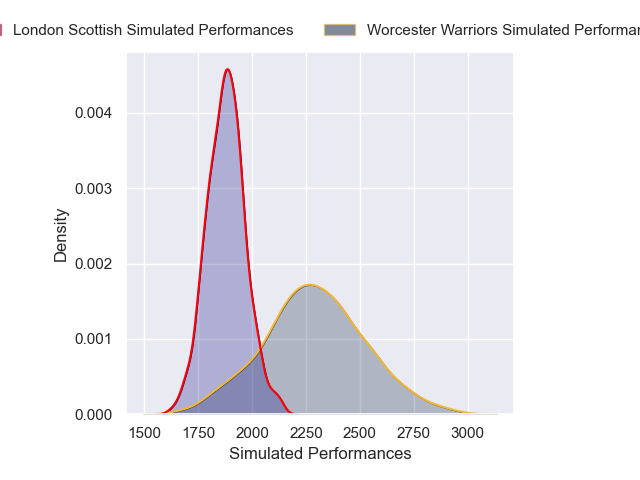 London Scottish Simulated Performances
Worcester Warriors Simulated
0.004
0.003
0.002
0.001
0.000
Density
1500 1750 2000 2250 2500 2750 3000
Simulated Performances